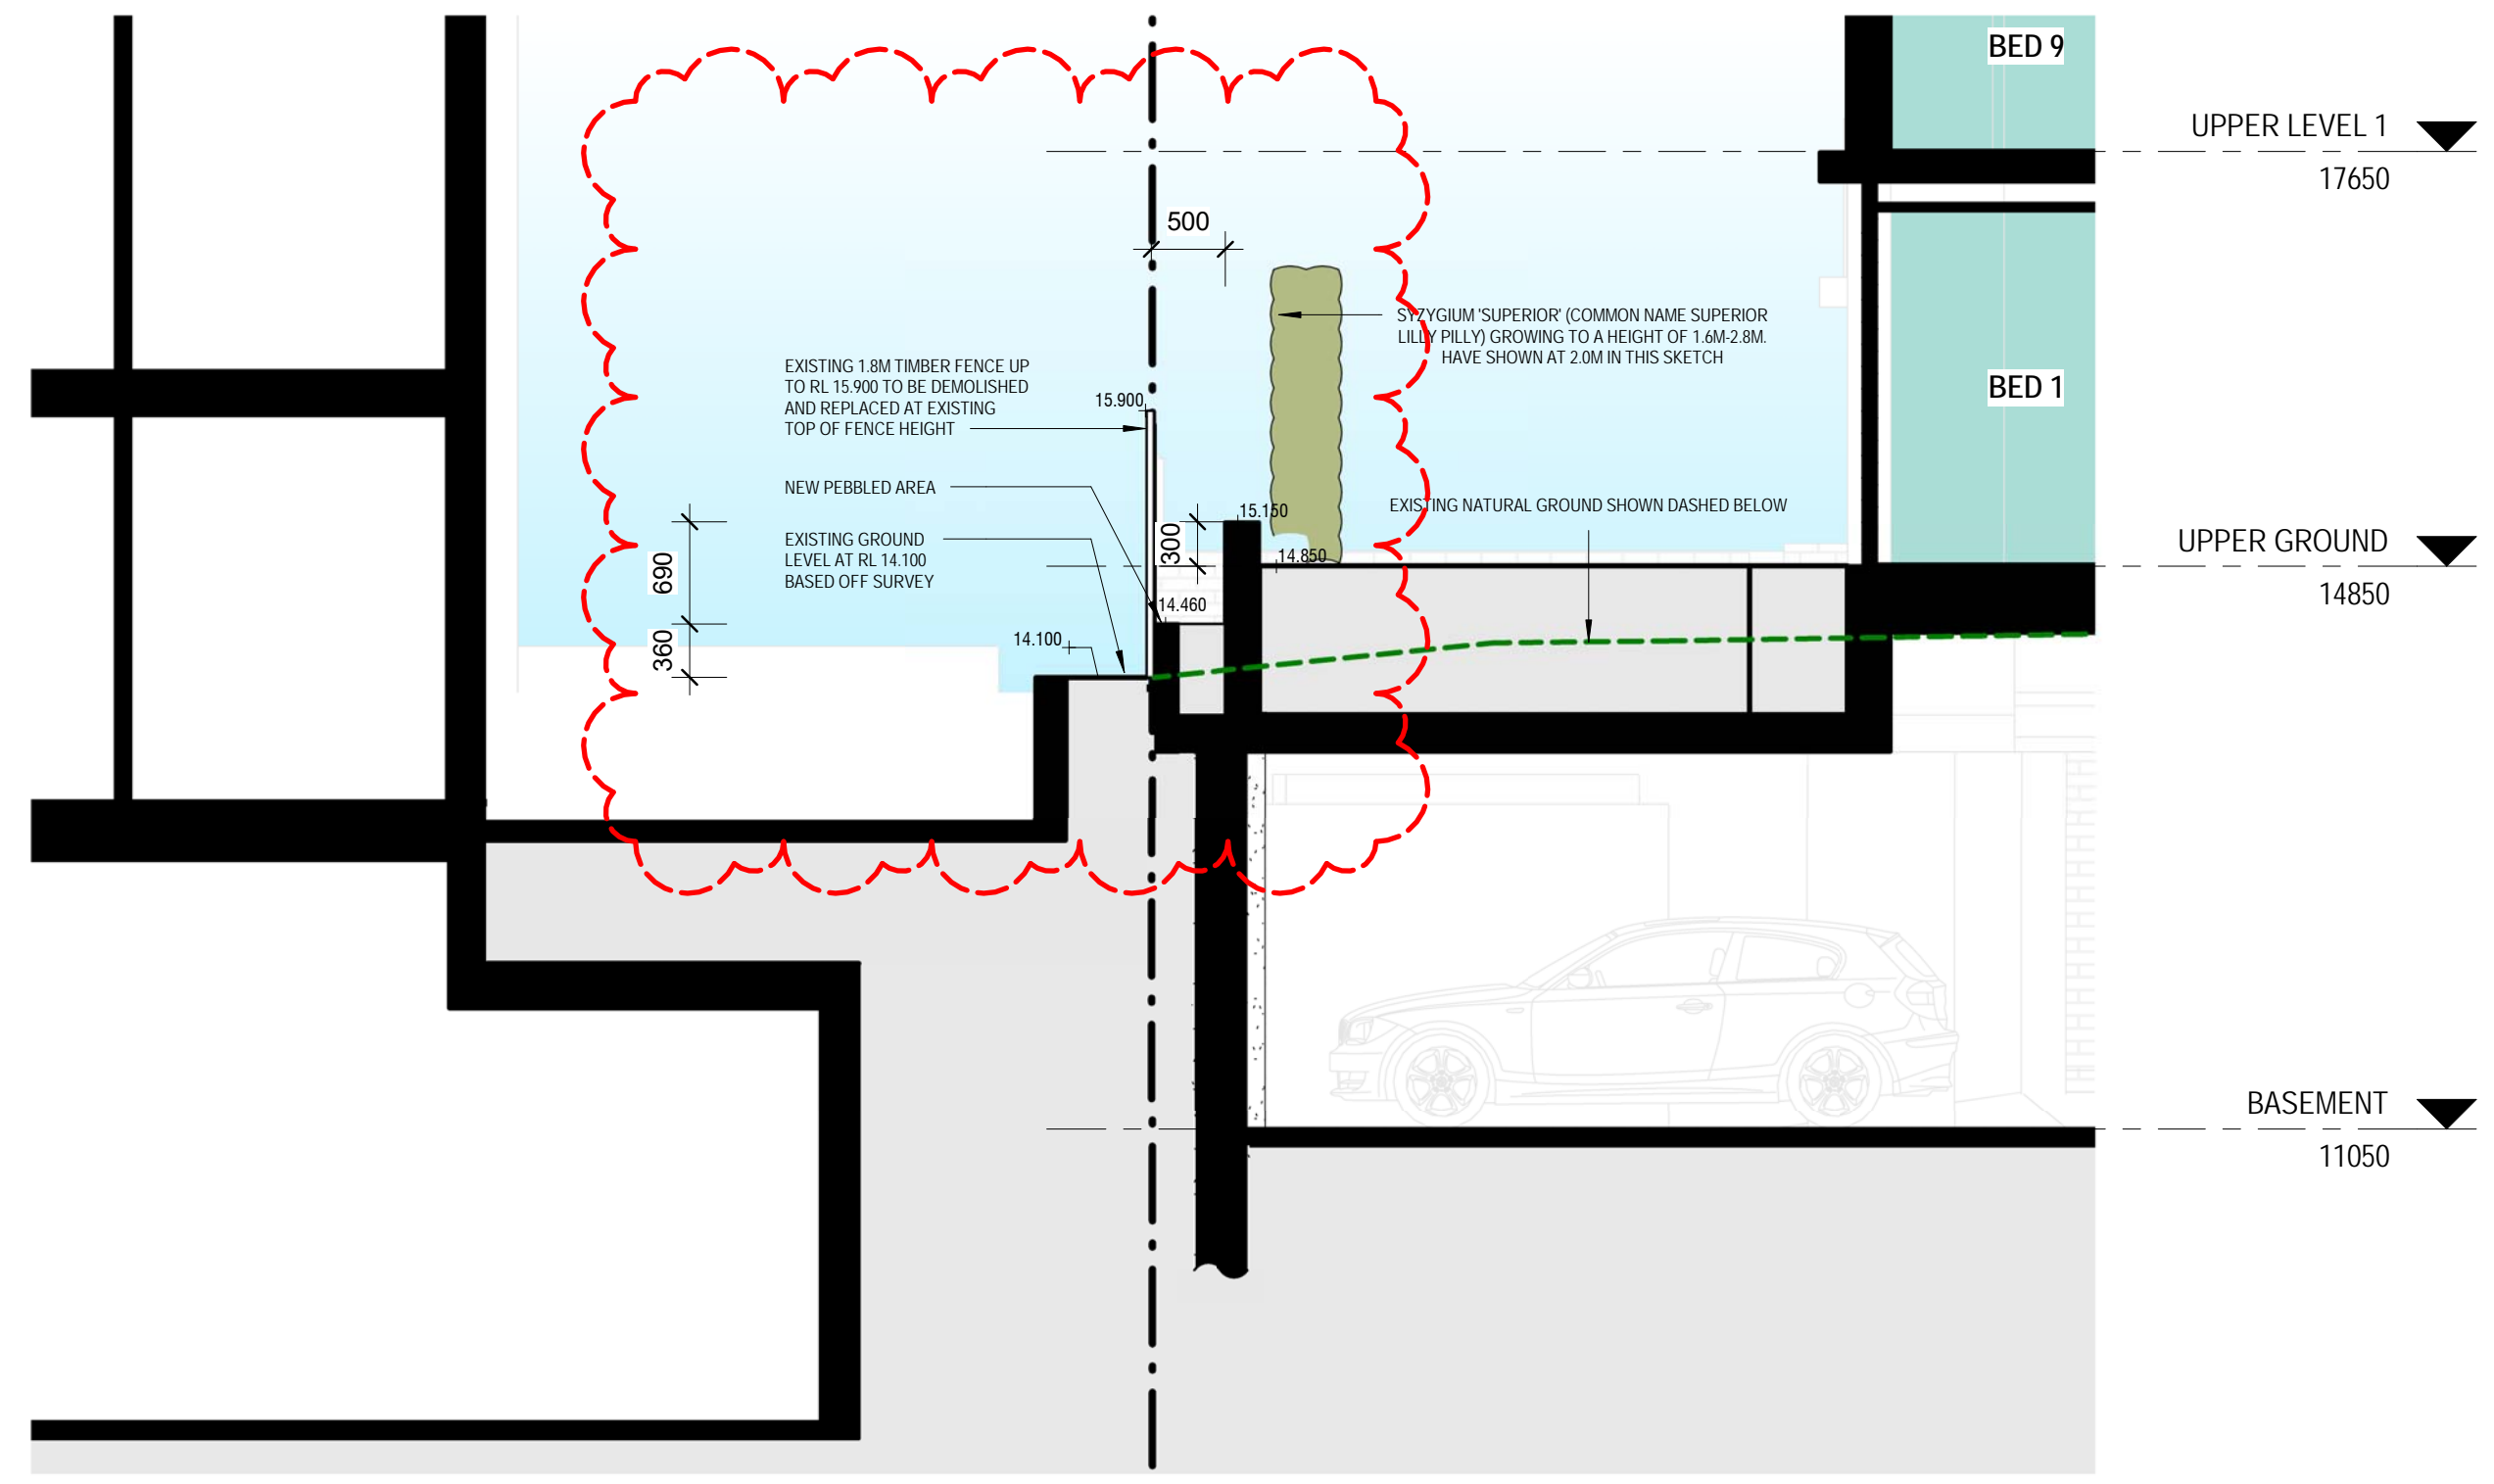 BED 9
UPPER LEVEL 1
17650
500
SYZYGIUM 'SUPERIOR' (COMMON NAME SUPERIOR
LILLY PILLY) GROWING TO A HEIGHT OF 1.6M-2.8M.
HAVE SHOWN AT 2.0M IN THIS SKETCH
EXISTING 1.8M TIMBER FENCE UP
TO RL 15.900 TO BE DEMOLISHED
AND REPLACED AT EXISTING
TOP OF FENCE HEIGHT
15.900
BED 1
NEW PEBBLED AREA
EXISTING NATURAL GROUND SHOWN DASHED BELOW
15.150
EXISTING GROUND
LEVEL AT RL 14.100
BASED OFF SURVEY
300
14.850
UPPER GROUND
14850
690
14.460
360
14.100
BASEMENT
11050